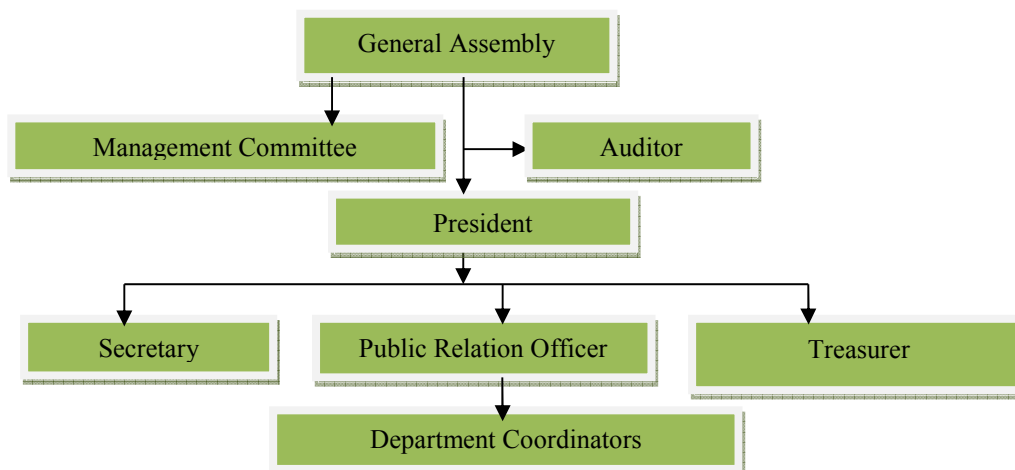 General Assembly
Management Committee
Auditor
President
Secretary
Public Relation Officer
Treasurer
Department Coordinators